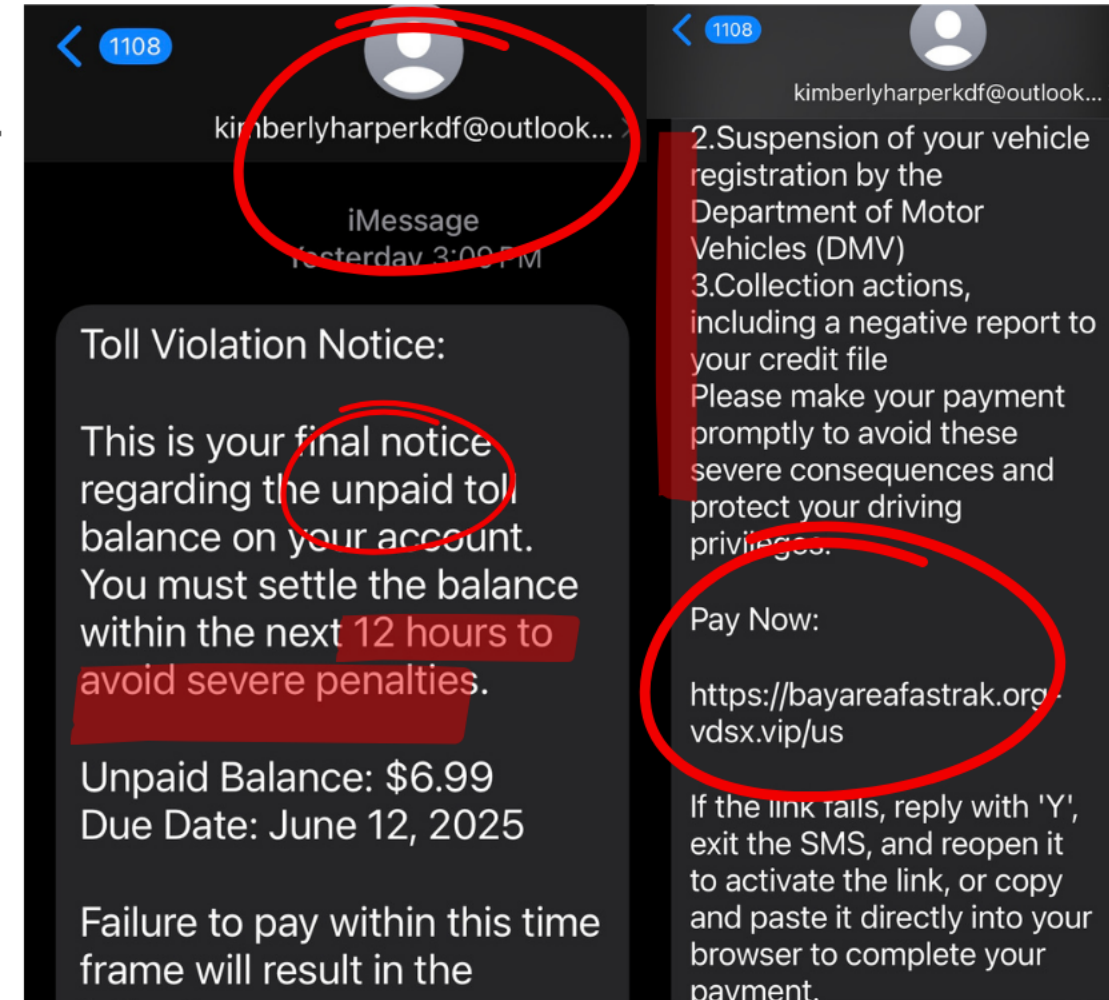 1108
kimberlyharperkdf@outlook...
iMessage
Yesterday 3:09 PM
Toll Violation Notice:
This is your final notice
regarding the unpaid toll
balance on your account.
You must settle the balance
within the next 12 hours to
avoid severe penalties.
Unpaid Balance: $6.99
Due Date: June 12, 2025
Failure to pay within this time
frame will result in the
1108
kimberlyharperkdf@outlook...
2.Suspension of your vehicle
registration by the
Department of Motor
Vehicles (DMV)
3.Collection actions,
including a negative report to
your credit file
Please make your payment
promptly to avoid these
severe consequences and
protect your driving
privileges.
Pay Now:
https://bayareafastrak.org-
vdsx.vip/us
If the link fails, reply with 'Y',
exit the SMS, and reopen it
to activate the link, or copy
and paste it directly into your
browser to complete your
payment.